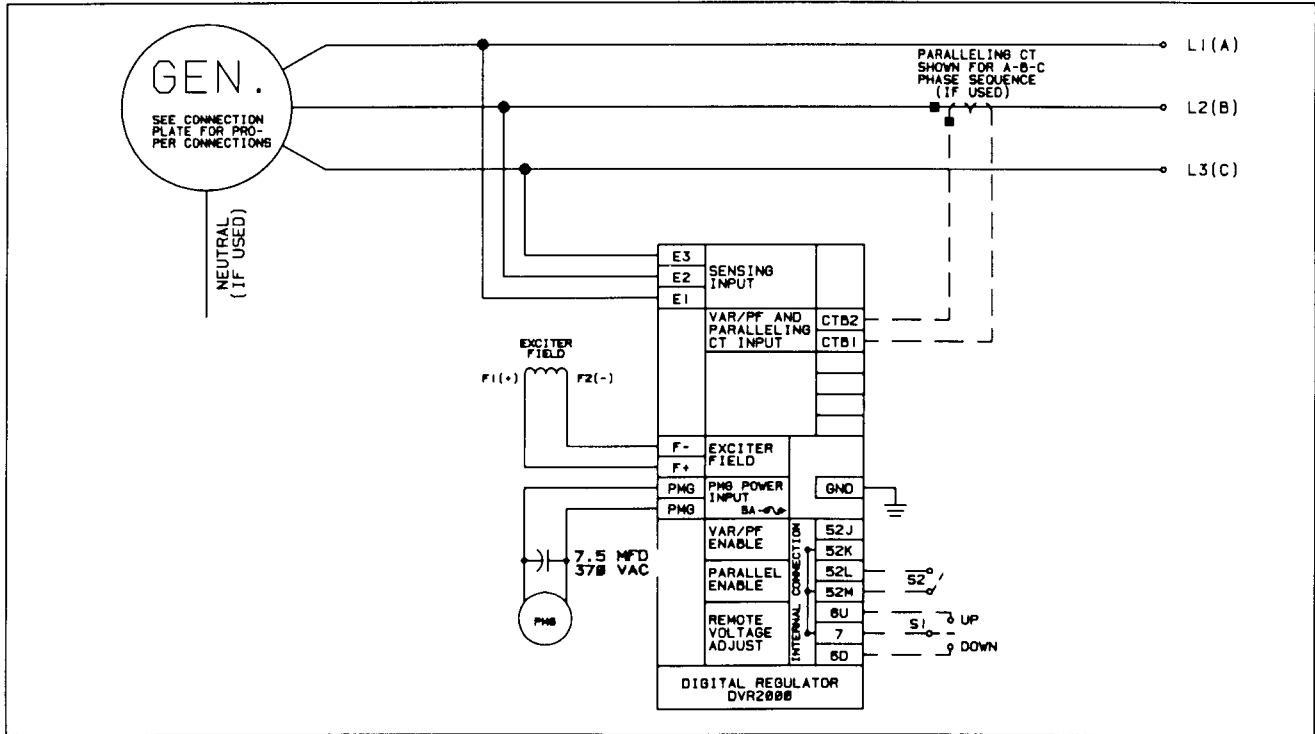 GEN.
SEE CONNECTION
PLATE FOR PRO-
PER CONNECTIONS
NEUTRAL
(IF USED)
L1(A)
PARALLELING CT
SHOWN FOR A-B-C
PHASE SEQUENCE
(IF USED)
L2(B)
L3(C)
E3
E2
E1
SENSING
INPUT
VAR/PF AND
PARALLELING
CT INPUT
CTB2
CTB1
EXCITER
FIELD
F1(+)
F2(-)
F-
F+
EXCITER
FIELD
PMG
PMG
PMG POWER
INPUT
GND
7.5 MFD
370 VAC
PMG
VAR/PF
ENABLE
PARALLEL
ENABLE
REMOTE
VOLTAGE
ADJUST
INTERNAL CONNECTION
52J
52K
52L
52M
6U
7
6D
S2
S1
UP
DOWN
DIGITAL REGULATOR
DVR2000